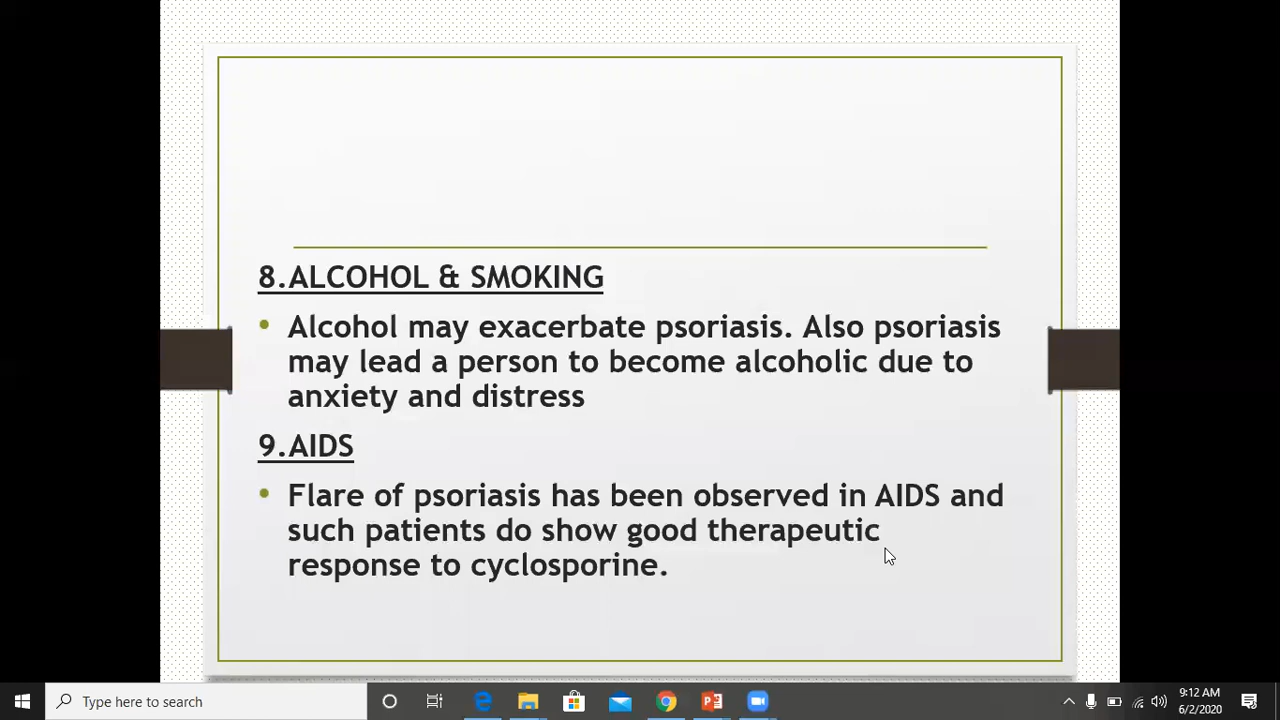 8.ALCOHOL & SMOKING
• Alcohol may exacerbate psoriasis. Also psoriasis
may lead a person to become alcoholic due to
anxiety and distress
9.AIDS
• Flare of psoriasis has been observed in AIDS and
such patients do show good therapeutic
response to cyclosporine.
Type here to search
9:12 AM
6/2/2020